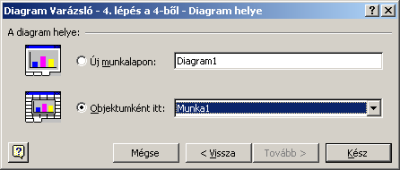 Diagram Varázsló - 4. lépés a 4-ből - Diagram helye
A diagram helye:
Új munkalapon: Diagram1
Objektumként itt: Munka1
Mégse < Vissza Tovább > Kész